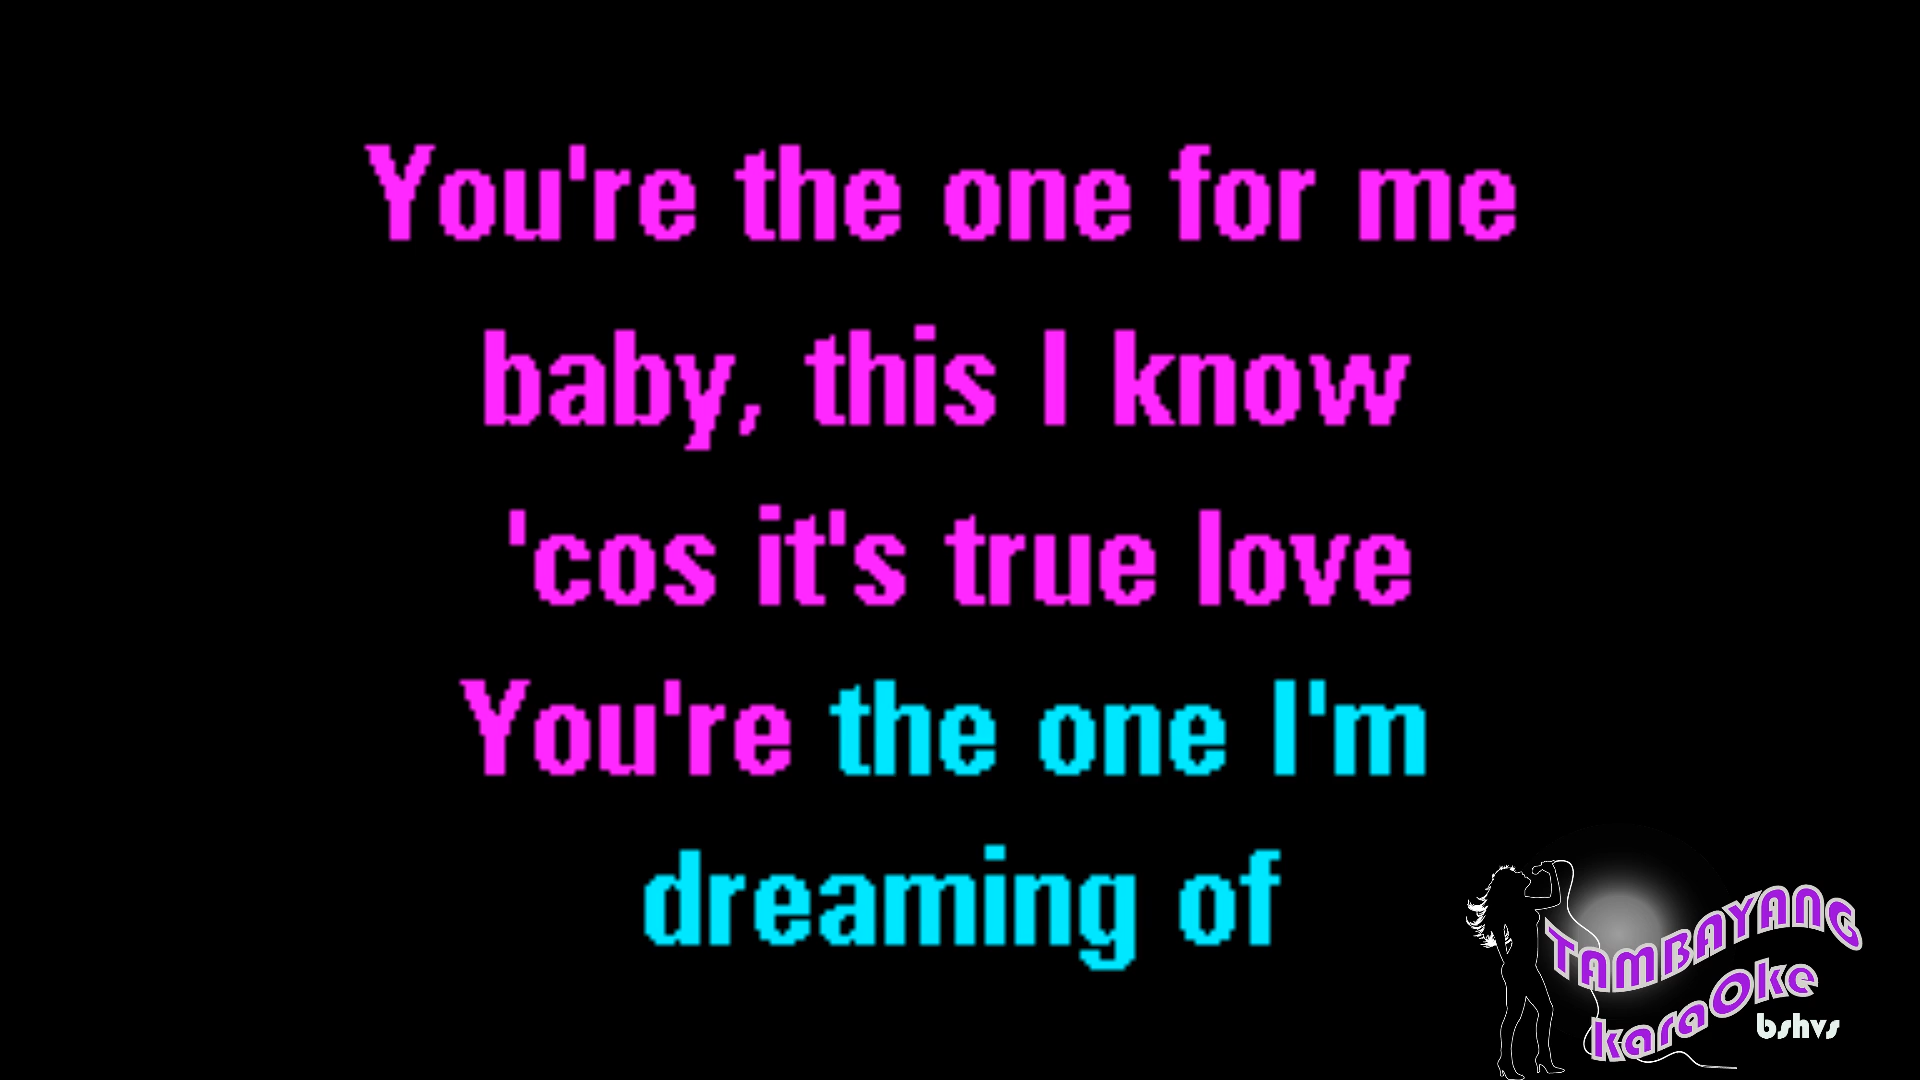 You're the one for me
baby, this I know
'cos it's true love
You're the one I'm
dreaming of
TAMBAYANG
karaOke
bshvs